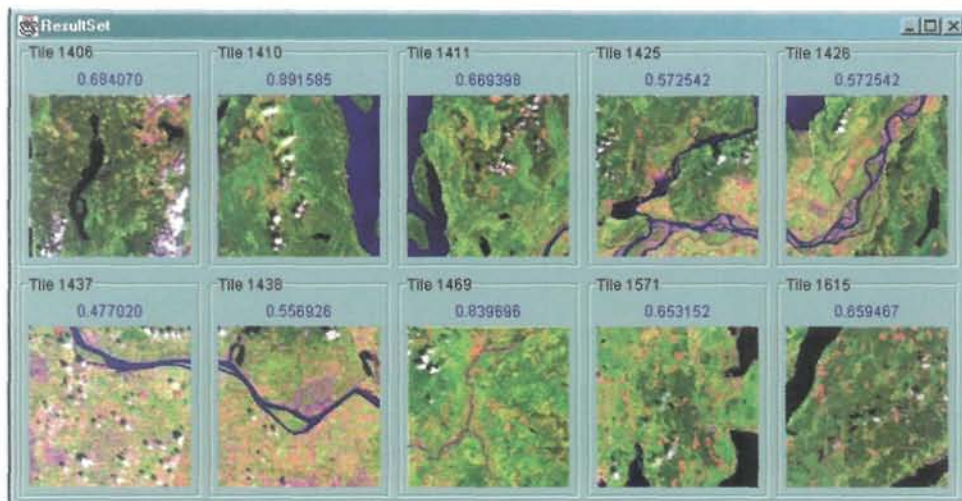 ResultSet
Tile 1406 Tile 1410 Tile 1411 Tile 1425 Tile 1426
0.684070 0.891585 0.669398 0.572542 0.572542
Tile 1437 Tile 1438 Tile 1469 Tile 1571 Tile 1615
0.477020 0.556926 0.839696 0.653152 0.659467